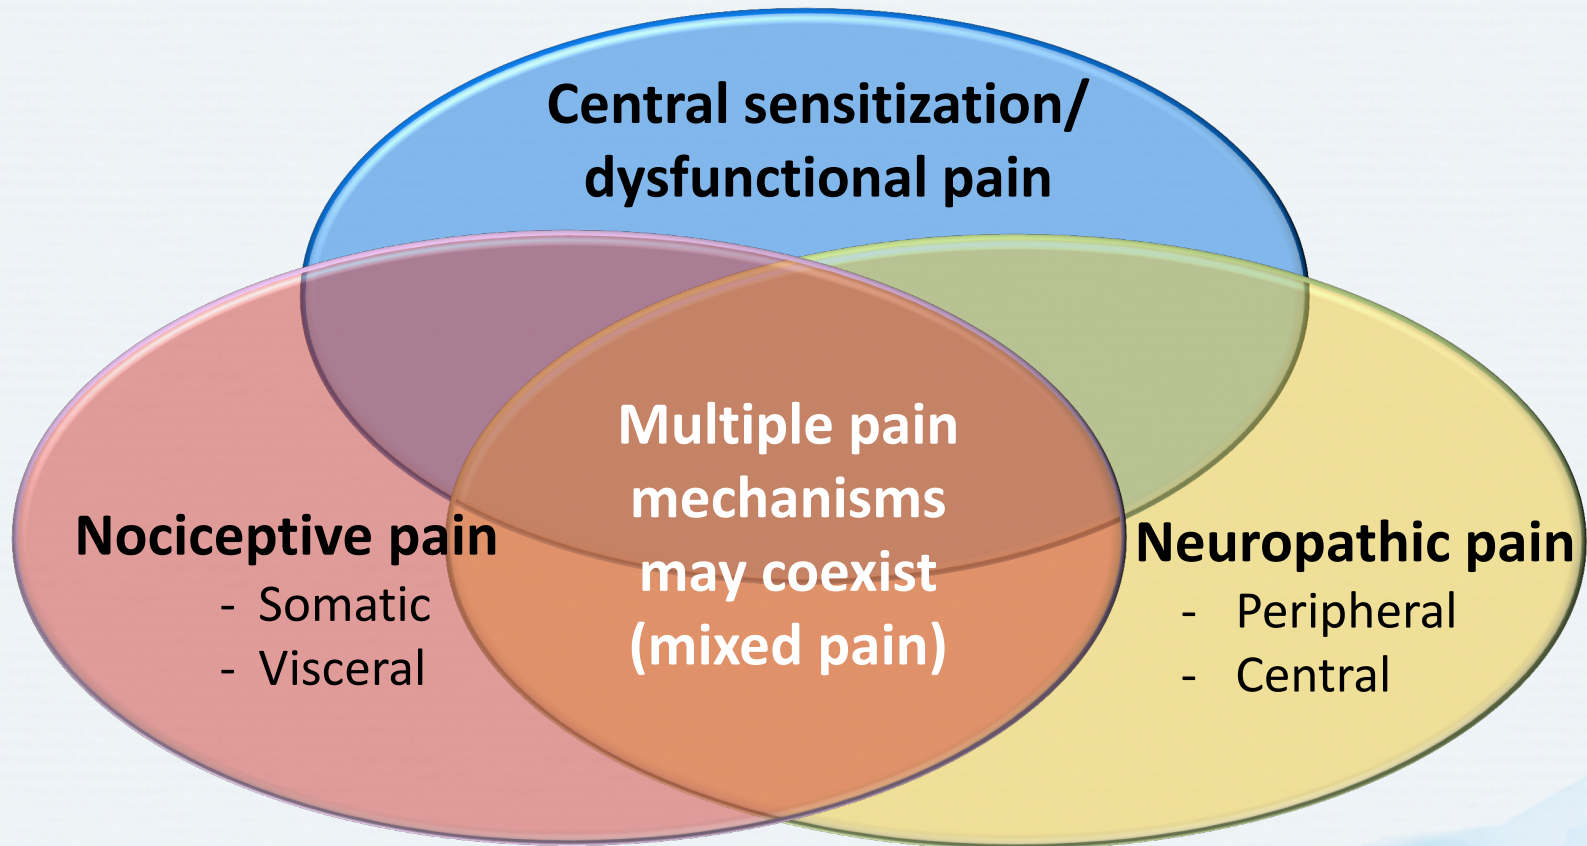 Central sensitization/
dysfunctional pain
Multiple pain
mechanisms
may coexist
(mixed pain)
Nociceptive pain
- Somatic
- Visceral
Neuropathic pain
- Peripheral
- Central